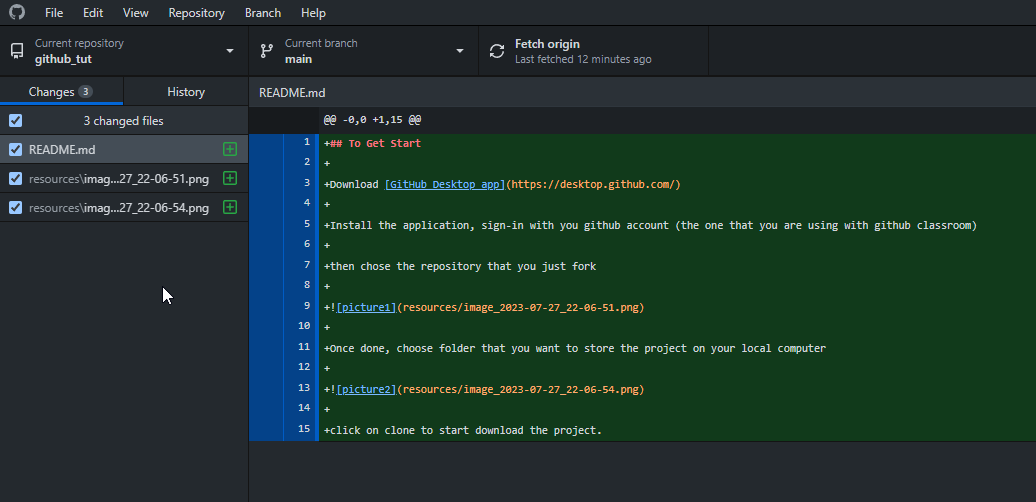 File Edit View Repository Branch Help
Current repository
github_tut
Current branch
main
Fetch origin
Last fetched 12 minutes ago
Changes 3
History
README.md
3 changed files
README.md
resources\imag...27_22-06-51.png
resources\imag...27_22-06-54.png
@@ -0,0 +1,15 @@
1 +## To Get Start
2 +
3 +Download [GitHub Desktop app](https://desktop.github.com/)
4 +
5 +Install the application, sign-in with you github account (the one that you are using with github classroom)
6 +
7 +then chose the repository that you just fork
8 +
9 +![picture1](resources/image_2023-07-27_22-06-51.png)
10 +
11 +Once done, choose folder that you want to store the project on your local computer
12 +
13 +![picture2](resources/image_2023-07-27_22-06-54.png)
14 +
15 +click on clone to start download the project.